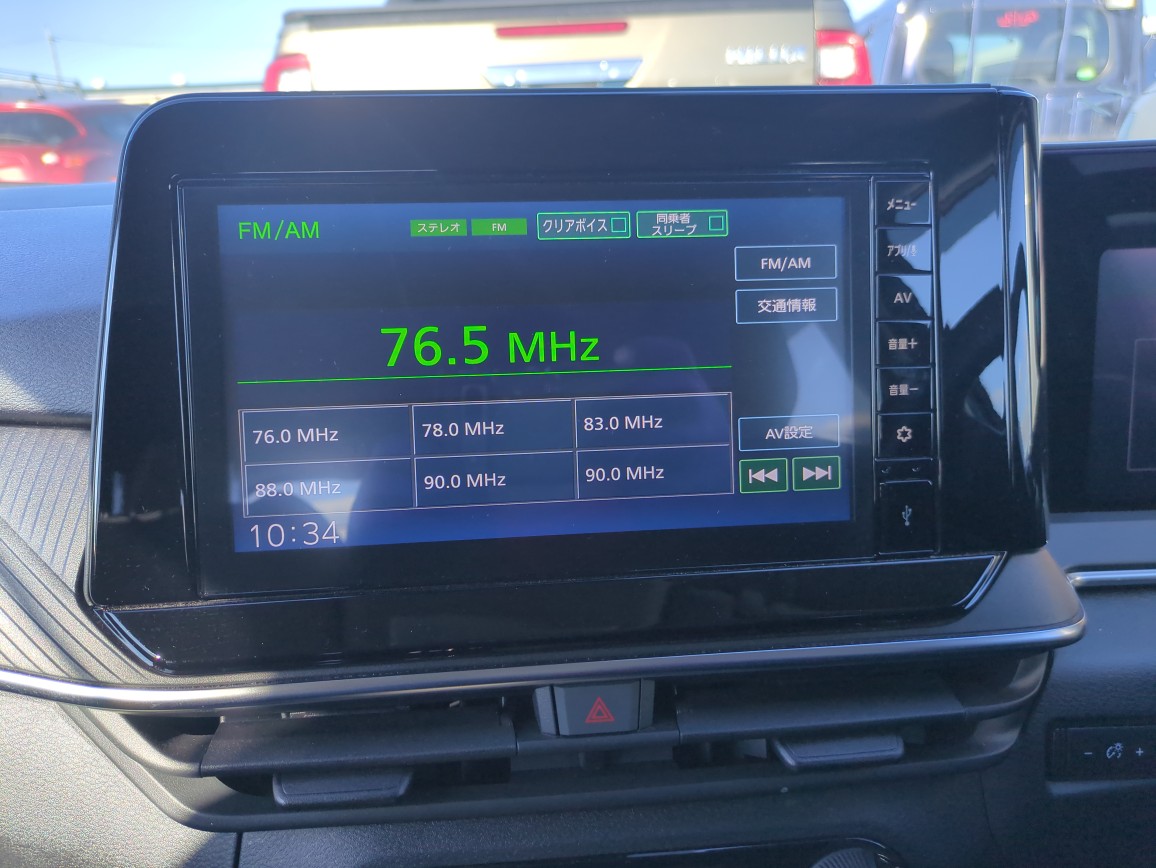 FM/AM
ステレオ
FM
クリアボイス
同乗者
スリープ
FM/AM
交通情報
76.5 MHz
76.0 MHz
78.0 MHz
83.0 MHz
88.0 MHz
90.0 MHz
90.0 MHz
AV設定
10:34
メニュー
AV
音量+
音量-
- +